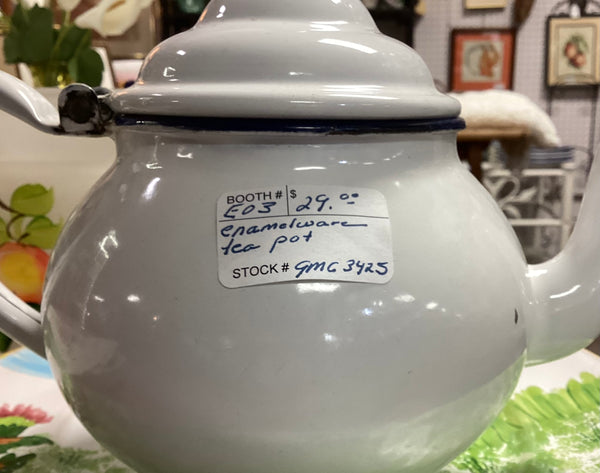 BOOTH # $
E03 29.00
enamelware
tea pot
STOCK # GMG 3425